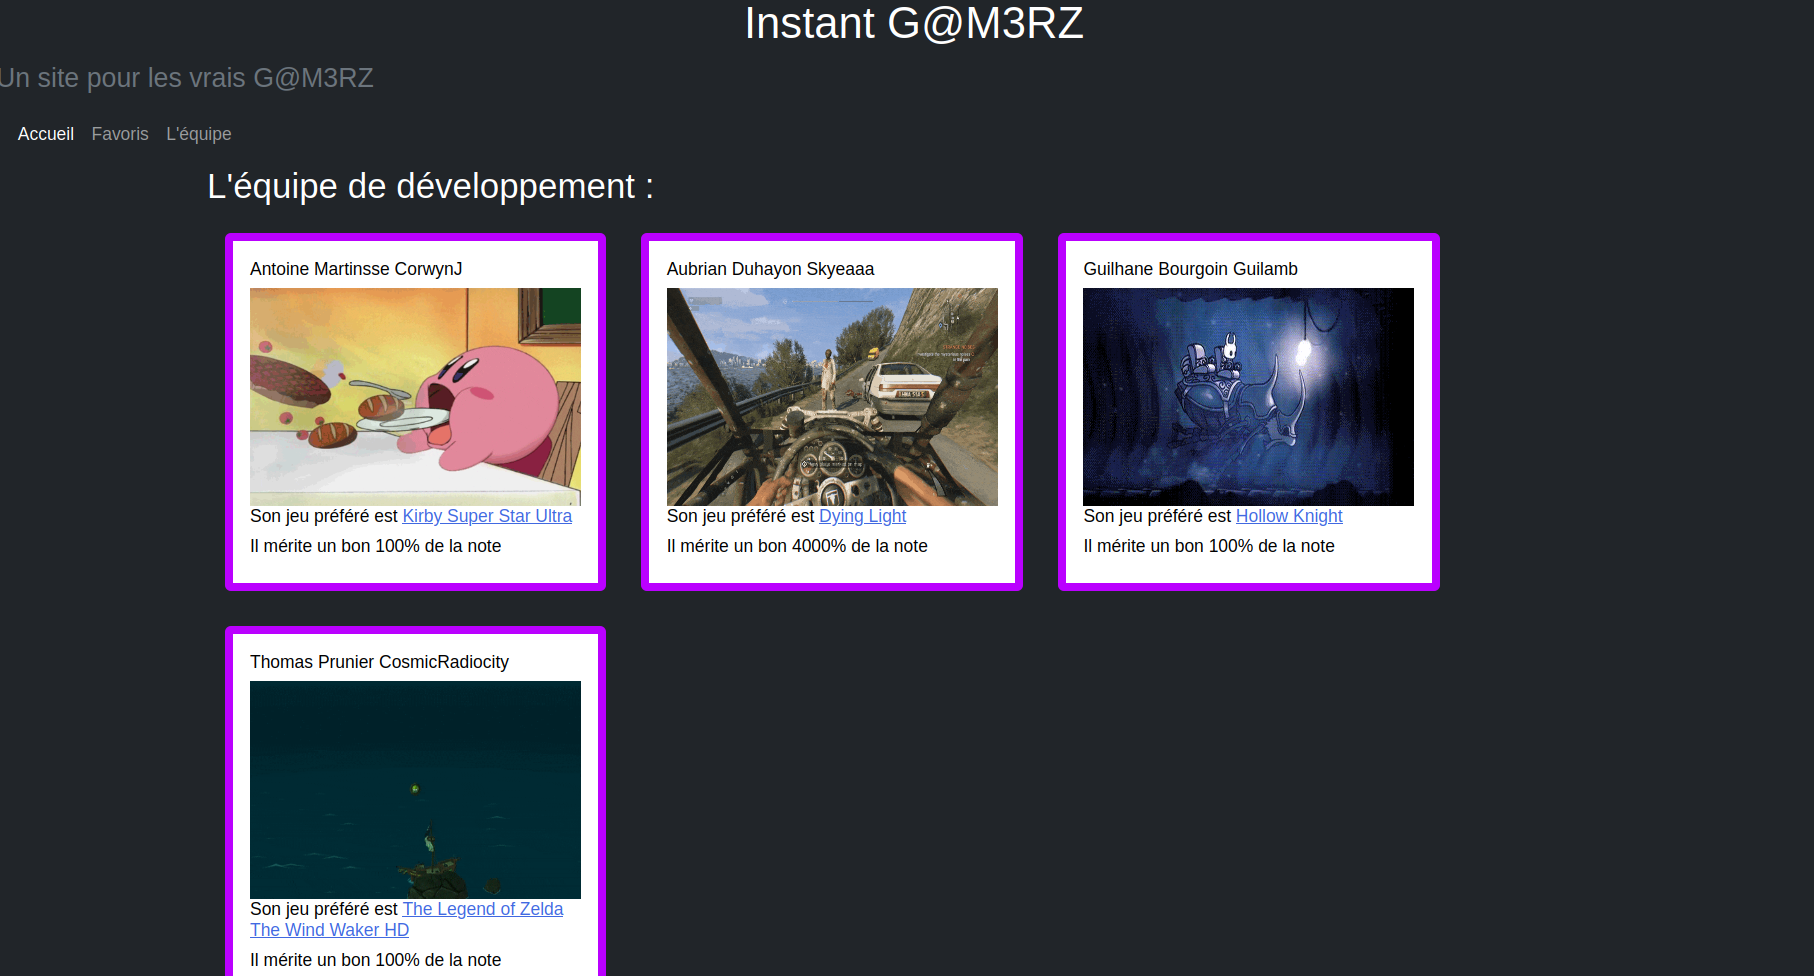 Instant G@M3RZ
Un site pour les vrais G@M3RZ
Accueil Favoris L'équipe
L'équipe de développement :
Antoine Martinsse CorwynJ
Son jeu préféré est Kirby Super Star Ultra
Il mérite un bon 100% de la note
Aubrian Duhayon Skyeaaa
Son jeu préféré est Dying Light
Il mérite un bon 4000% de la note
Guilhane Bourgoin Guilamb
Son jeu préféré est Hollow Knight
Il mérite un bon 100% de la note
Thomas Prunier CosmicRadiocity
Son jeu préféré est The Legend of Zelda
The Wind Waker HD
Il mérite un bon 100% de la note